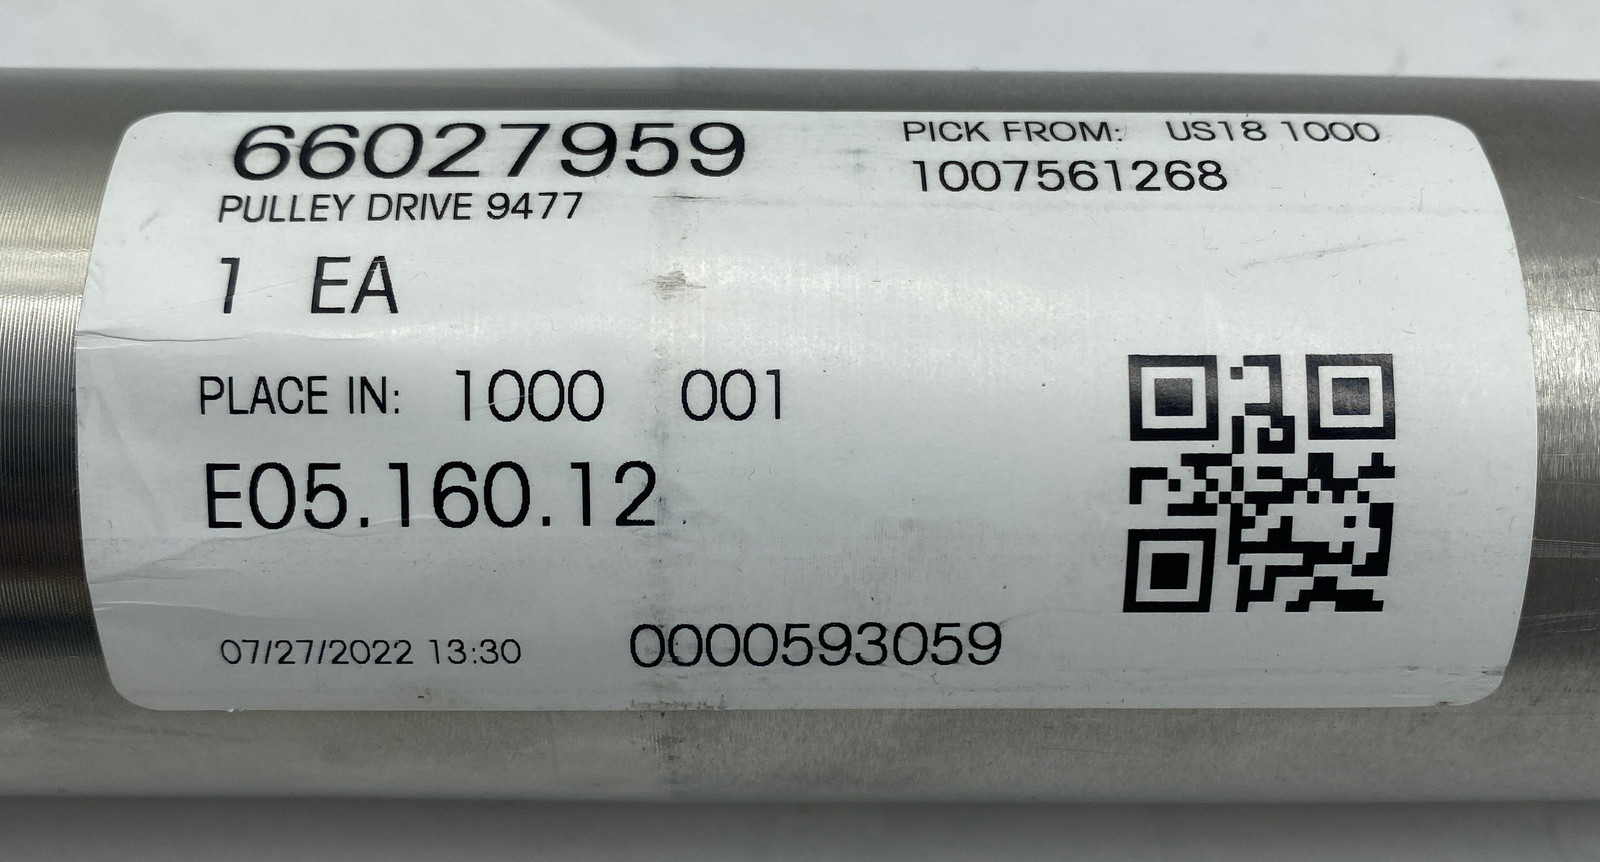 66027959
PICK FROM: US18 1000
PULLEY DRIVE 9477
1007561268
1 EA
PLACE IN: 1000 001
E05.160.12
07/27/2022 13:30
0000593059